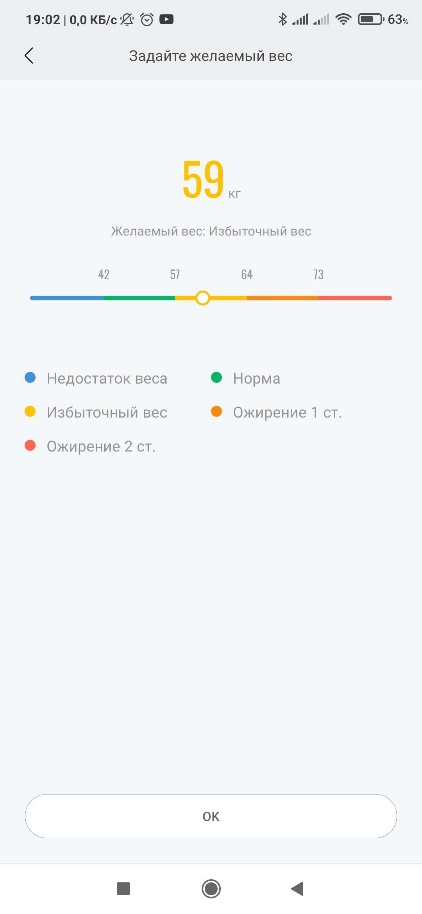 19:02 | 0,0 КБ/с 63%
Задайте желаемый вес
59 кг
Желаемый вес: Избыточный вес
42 57 64 73
Недостаток веса Норма
Избыточный вес Ожирение 1 ст.
Ожирение 2 ст.
ОК